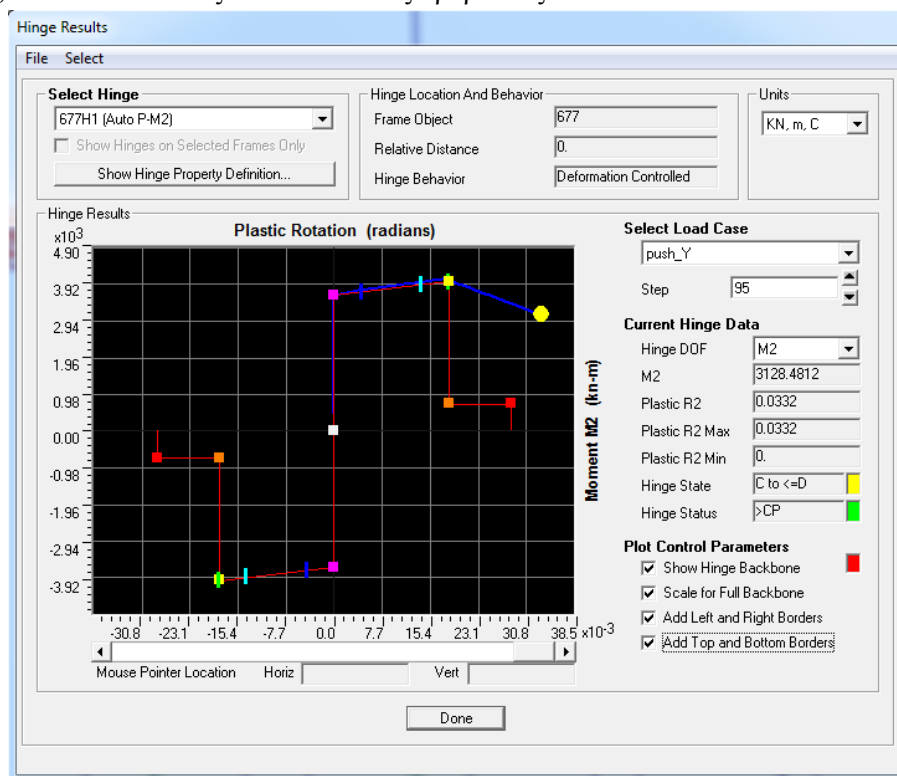 Hinge Results
File Select
Select Hinge
677H1 (Auto P-M2)
Show Hinges on Selected Frames Only
Show Hinge Property Definition...
Hinge Location And Behavior
Frame Object 677
Relative Distance 0.
Hinge Behavior Deformation Controlled
Units
KN, m, C
Hinge Results
Plastic Rotation (radians)
x10³
4.90
3.92
2.94
1.96
0.98
0.00
-0.98
-1.96
-2.94
-3.92
-30.8 -23.1 -15.4 -7.7 0.0 7.7 15.4 23.1 30.8 38.5 x10⁻³
Moment M2 (kn-m)
Mouse Pointer Location Horiz Vert
Select Load Case
push_Y
Step 95
Current Hinge Data
Hinge DOF M2
M2 3128.4812
Plastic R2 0.0332
Plastic R2 Max 0.0332
Plastic R2 Min 0.
Hinge State C to <=D
Hinge Status >CP
Plot Control Parameters
Show Hinge Backbone
Scale for Full Backbone
Add Left and Right Borders
Add Top and Bottom Borders
Done